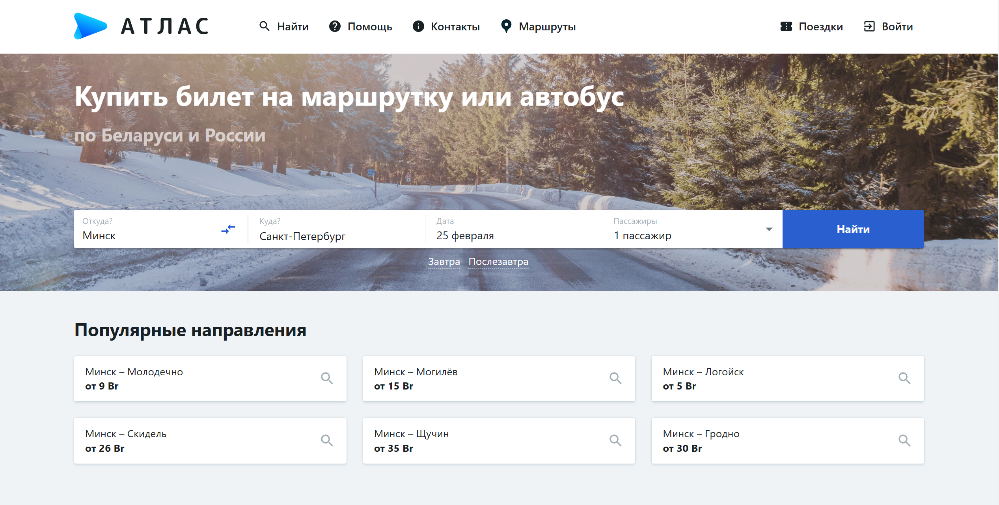 АТЛАС
Найти
Помощь
Контакты
Маршруты
Поездки
Войти
Купить билет на маршрутку или автобус
по Беларуси и России
Откуда?
Минск
Куда?
Санкт-Петербург
Дата
25 февраля
Пассажиры
1 пассажир
Найти
Завтра Послезавтра
Популярные направления
Минск – Молодечно
от 9 Br
Минск – Могилёв
от 15 Br
Минск – Логойск
от 5 Br
Минск – Скидель
от 26 Br
Минск – Щучин
от 35 Br
Минск – Гродно
от 30 Br